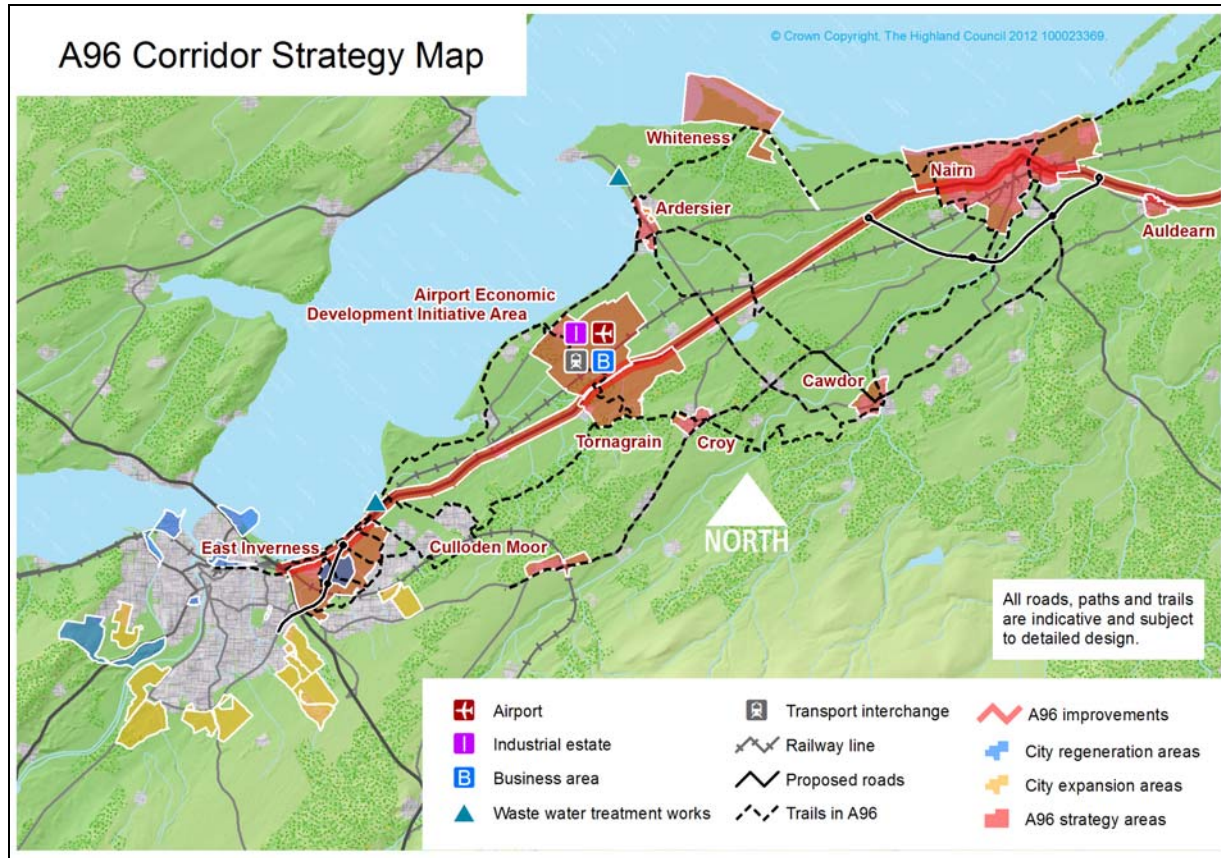 A96 Corridor Strategy Map
© Crown Copyright, The Highland Council 2012 100023369.
Whiteness
Nairn
Ardersier
Auldearn
Airport Economic
Development Initiative Area
I
B
Cawdor
Tornagrain
Croy
NORTH
East Inverness
Culloden Moor
All roads, paths and trails
are indicative and subject
to detailed design.
Airport
I Industrial estate
B Business area
Waste water treatment works
Transport interchange
Railway line
Proposed roads
Trails in A96
A96 improvements
City regeneration areas
City expansion areas
A96 strategy areas